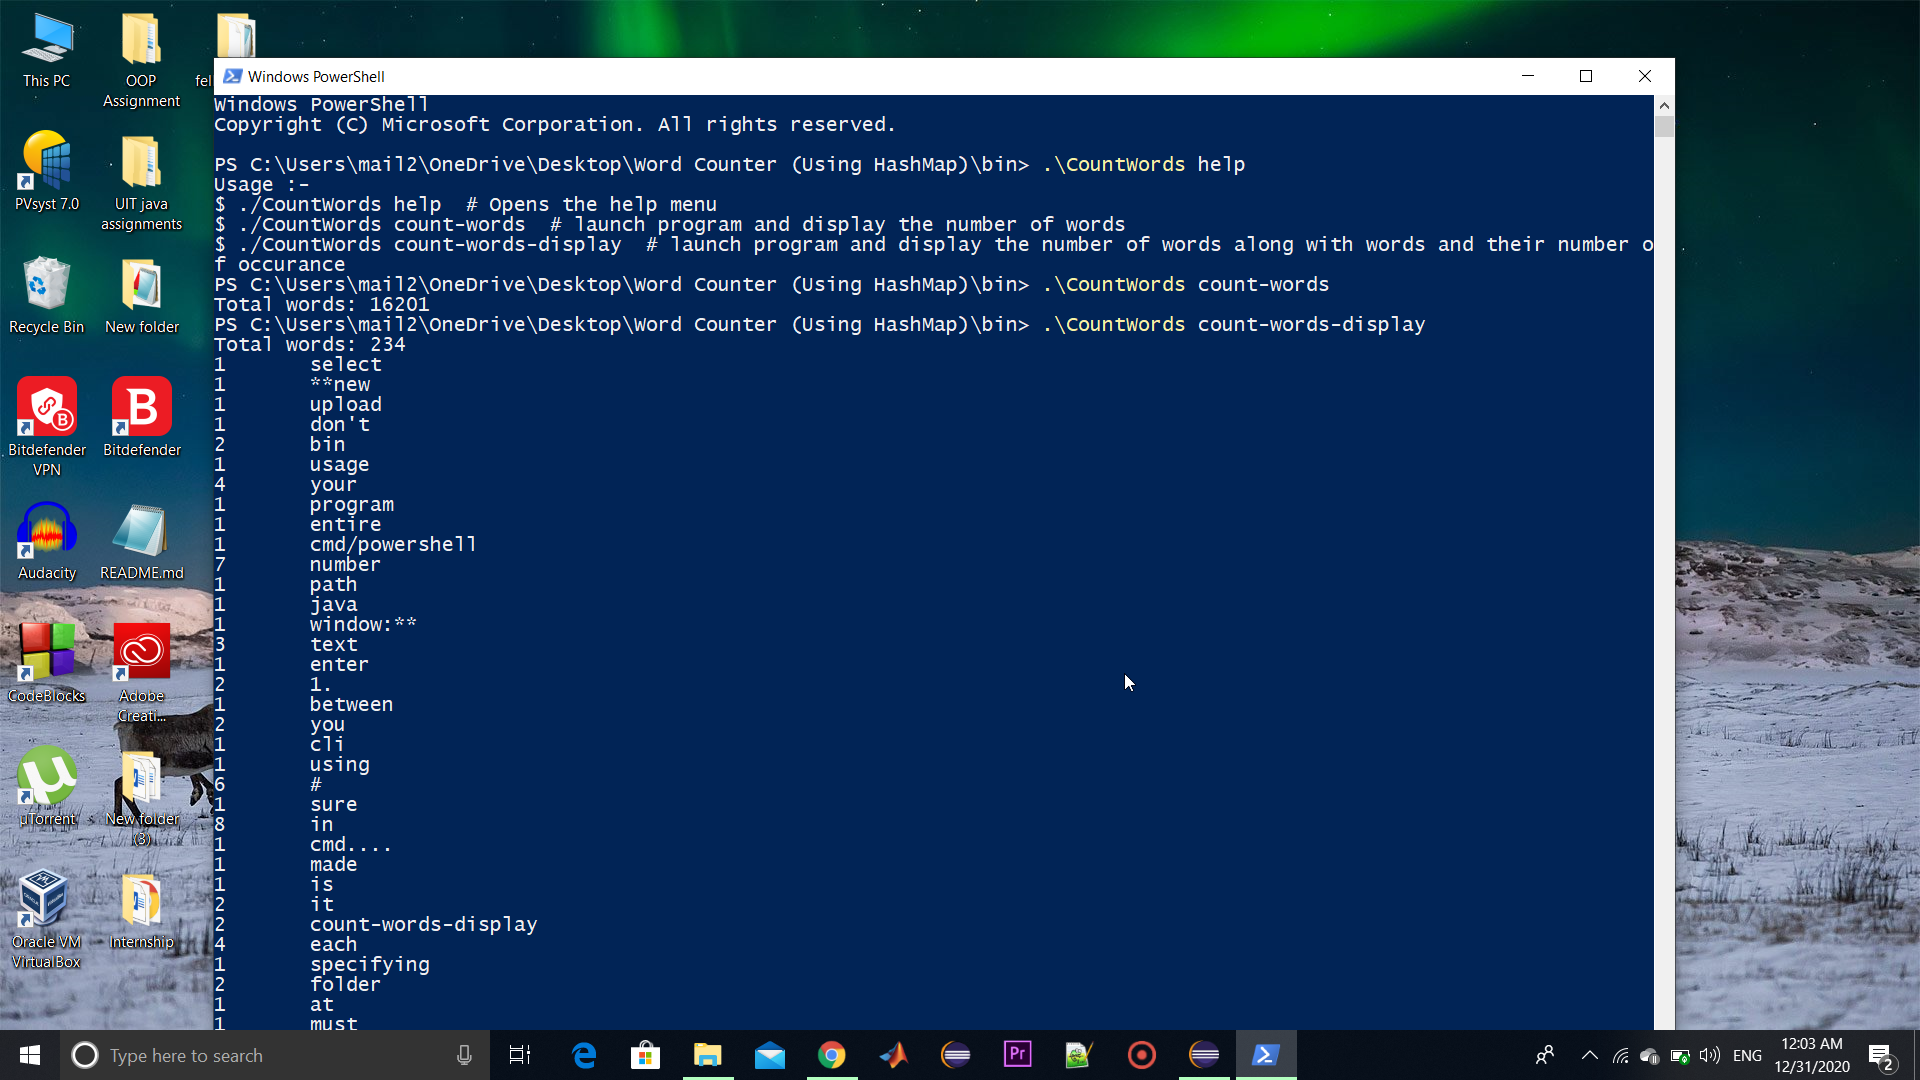 This PC
OOP
Assignment
fel
PVsyst 7.0
UIT java
assignments
Recycle Bin
New folder
Bitdefender
VPN
Bitdefender
Audacity
README.md
CodeBlocks
Adobe
Creati...
µTorrent
New folder
(3)
Oracle VM
VirtualBox
Internship
Windows PowerShell
Windows PowerShell
Copyright (C) Microsoft Corporation. All rights reserved.
PS C:\Users\mail2\OneDrive\Desktop\Word Counter (Using HashMap)\bin> .\CountWords help
Usage :-
$ ./CountWords help  # Opens the help menu
$ ./CountWords count-words  # launch program and display the number of words
$ ./CountWords count-words-display  # launch program and display the number of words along with words and their number o
f occurance
PS C:\Users\mail2\OneDrive\Desktop\Word Counter (Using HashMap)\bin> .\CountWords count-words
Total words: 16201
PS C:\Users\mail2\OneDrive\Desktop\Word Counter (Using HashMap)\bin> .\CountWords count-words-display
Total words: 234
1 select
1 **new
1 upload
1 don't
2 bin
1 usage
4 your
1 program
1 entire
1 cmd/powershell
7 number
1 path
1 java
1 window:**
3 text
1 enter
2 1.
1 between
2 you
1 cli
1 using
6 #
1 sure
8 in
1 cmd....
1 made
1 is
2 it
2 count-words-display
4 each
1 specifying
2 folder
1 at
1 must
Type here to search
Pr
ENG
12:03 AM
12/31/2020
2